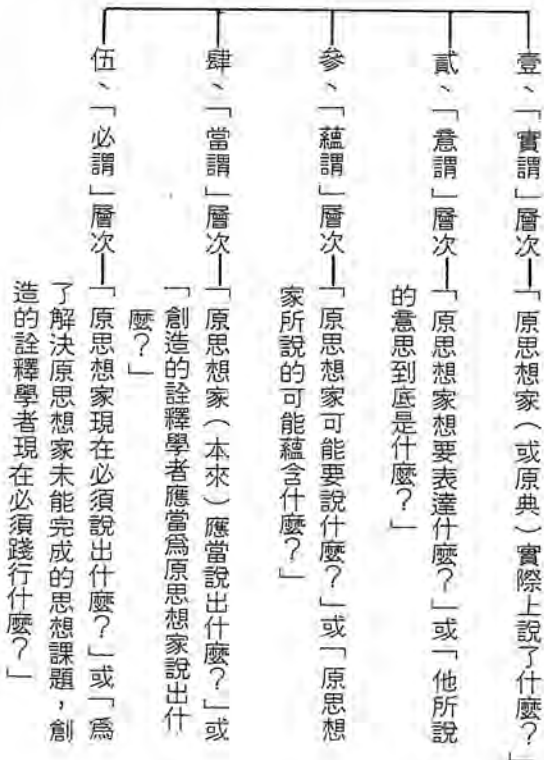 壹、「實謂」層次—「原思想家(或原典)實際上說了什麼?」
貳、「意謂」層次—「原思想家想要表達什麼?」或「他所說
的意思到底是什麼?」
參、「蘊謂」層次—「原思想家可能要說什麼?」或「原思想
家所說的可能蘊含什麼?」
肆、「當謂」層次—「原思想家(本來)應當說出什麼?」或
「創造的詮釋學者應當爲原思想家說出什
麼?」
伍、「必謂」層次—「原思想家現在必須說出什麼?」或「爲
了解決原思想家未能完成的思想課題,創
造的詮釋學者現在必須踐行什麼?」